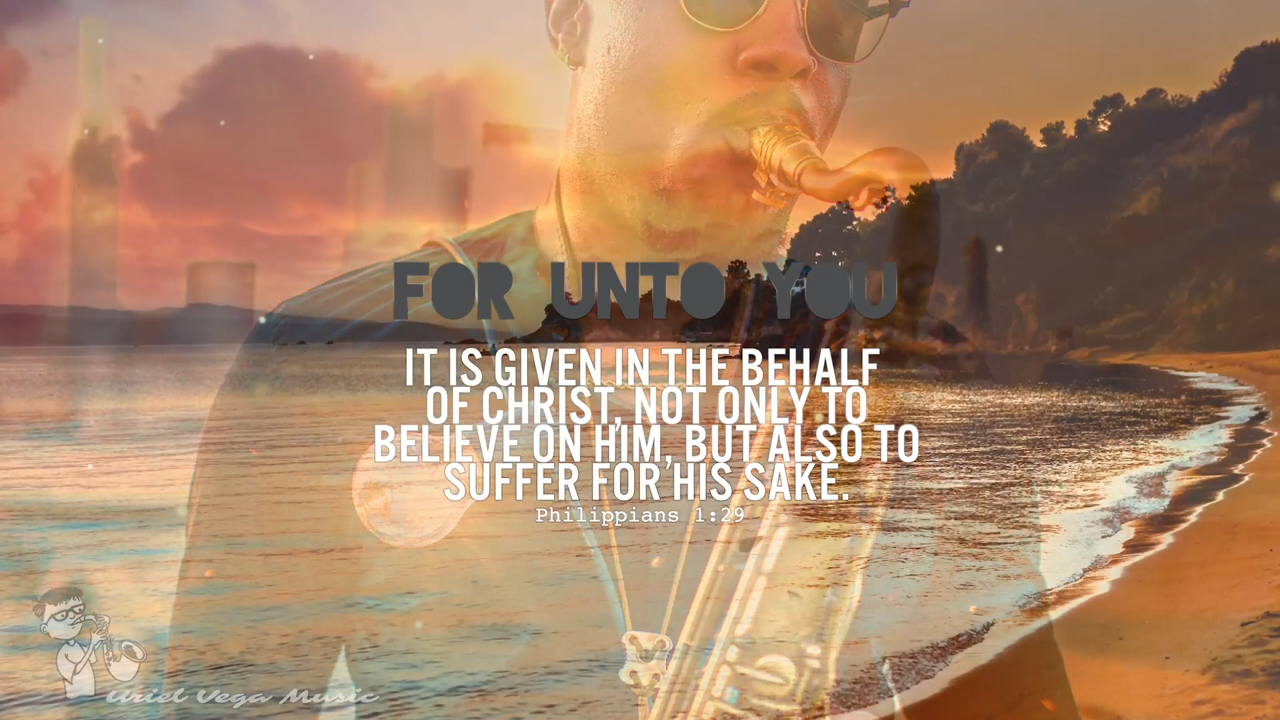 FOR UNTO YOU
IT IS GIVEN IN THE BEHALF
OF CHRIST, NOT ONLY TO
BELIEVE ON HIM, BUT ALSO TO
SUFFER FOR HIS SAKE.
Philippians 1:29
Uriel Vega Music